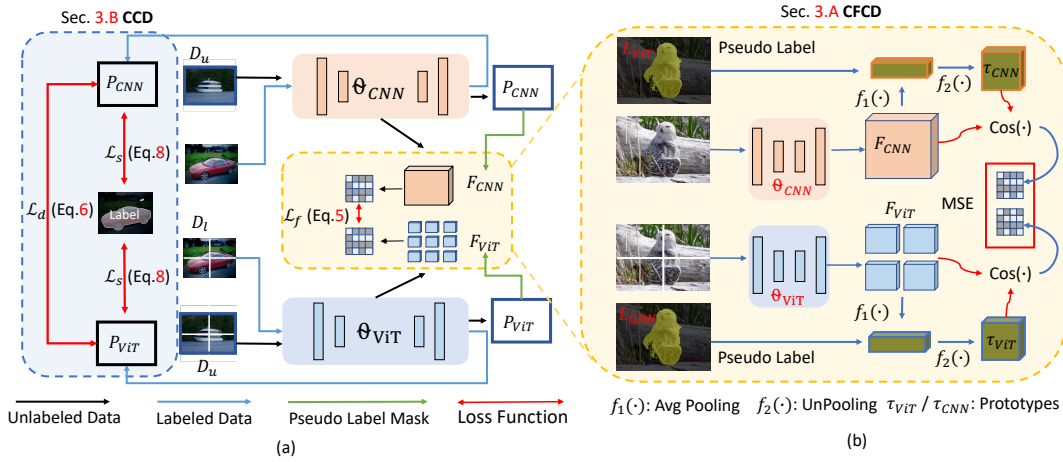 Sec. 3.B CCD
Sec. 3.A CFCD
P_CNN
ℒ_s (Eq.8)
ℒ_d (Eq.6)
Label
ℒ_s (Eq.8)
P_ViT
D_u
D_l
D_u
ϑ_CNN
P_CNN
F_CNN
ℒ_f (Eq.5)
F_ViT
ϑ_ViT
P_ViT
Unlabeled Data
Labeled Data
Pseudo Label Mask
Loss Function
(a)
L_ViT
Pseudo Label
f_1(·)
f_2(·)
τ_CNN
ϑ_CNN
F_CNN
Cos(·)
MSE
F_ViT
ϑ_ViT
Cos(·)
f_1(·)
L_CNN
Pseudo Label
f_2(·)
τ_ViT
f_1(·): Avg Pooling f_2(·): UnPooling τ_ViT / τ_CNN: Prototypes
(b)